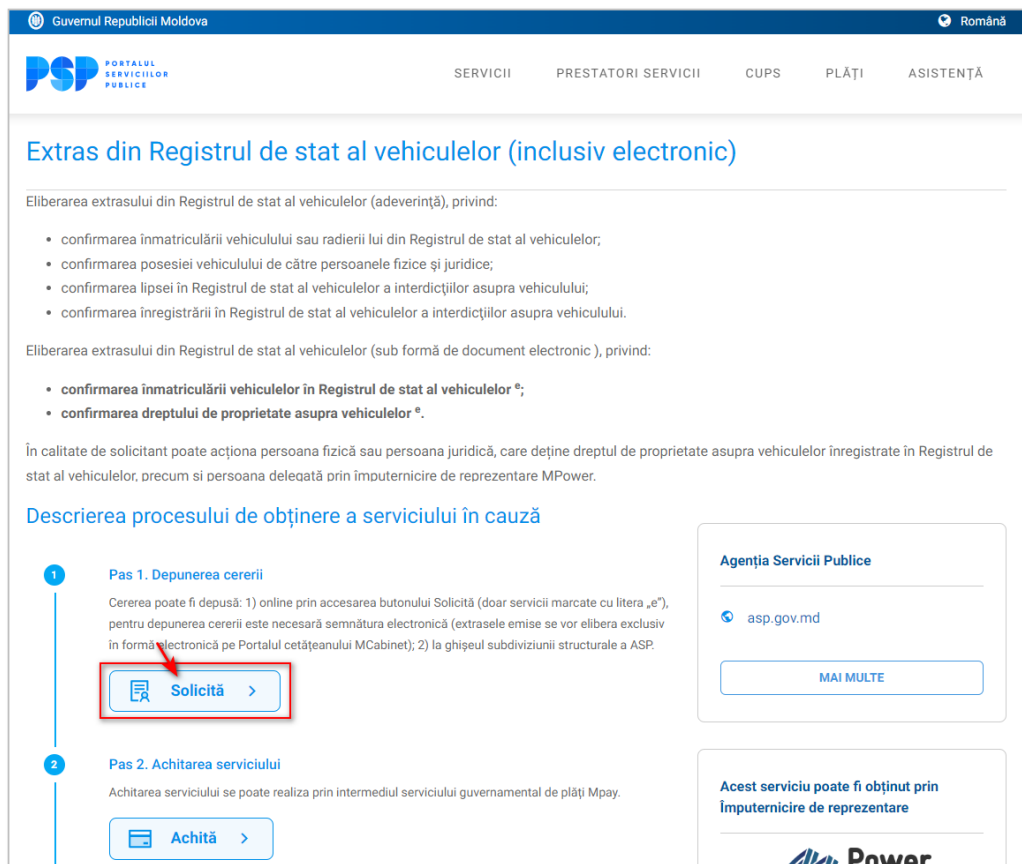 Guvernul Republicii Moldova
Română
PSP
PORTALUL
SERVICIILOR
PUBLICE
SERVICII
PRESTATORI SERVICII
CUPS
PLĂȚI
ASISTENȚĂ
Extras din Registrul de stat al vehiculelor (inclusiv electronic)
Eliberarea extrasului din Registrul de stat al vehiculelor (adeverință), privind:
• confirmarea înmatriculării vehiculului sau radierii lui din Registrul de stat al vehiculelor;
• confirmarea posesiei vehiculului de către persoanele fizice şi juridice;
• confirmarea lipsei în Registrul de stat al vehiculelor a interdicţiilor asupra vehiculului;
• confirmarea înregistrării în Registrul de stat al vehiculelor a interdicţiilor asupra vehiculului.
Eliberarea extrasului din Registrul de stat al vehiculelor (sub formă de document electronic ), privind:
• confirmarea înmatriculării vehiculelor în Registrul de stat al vehiculelor e;
• confirmarea dreptului de proprietate asupra vehiculelor e.
În calitate de solicitant poate acționa persoana fizică sau persoana juridică, care deține dreptul de proprietate asupra vehiculelor înregistrate în Registrul de
stat al vehiculelor, precum si persoana delegată prin împuternicire de reprezentare MPower.
Descrierea procesului de obținere a serviciului în cauză
1
Pas 1. Depunerea cererii
Cererea poate fi depusă: 1) online prin accesarea butonului Solicită (doar servicii marcate cu litera „e”),
pentru depunerea cererii este necesară semnătura electronică (extrasele emise se vor elibera exclusiv
în formă electronică pe Portalul cetățeanului MCabinet); 2) la ghișeul subdiviziunii structurale a ASP.
Solicită
2
Pas 2. Achitarea serviciului
Achitarea serviciului se poate realiza prin intermediul serviciului guvernamental de plăți Mpay.
Achită
Agenția Servicii Publice
asp.gov.md
MAI MULTE
Acest serviciu poate fi obținut prin
Împuternicire de reprezentare
Power